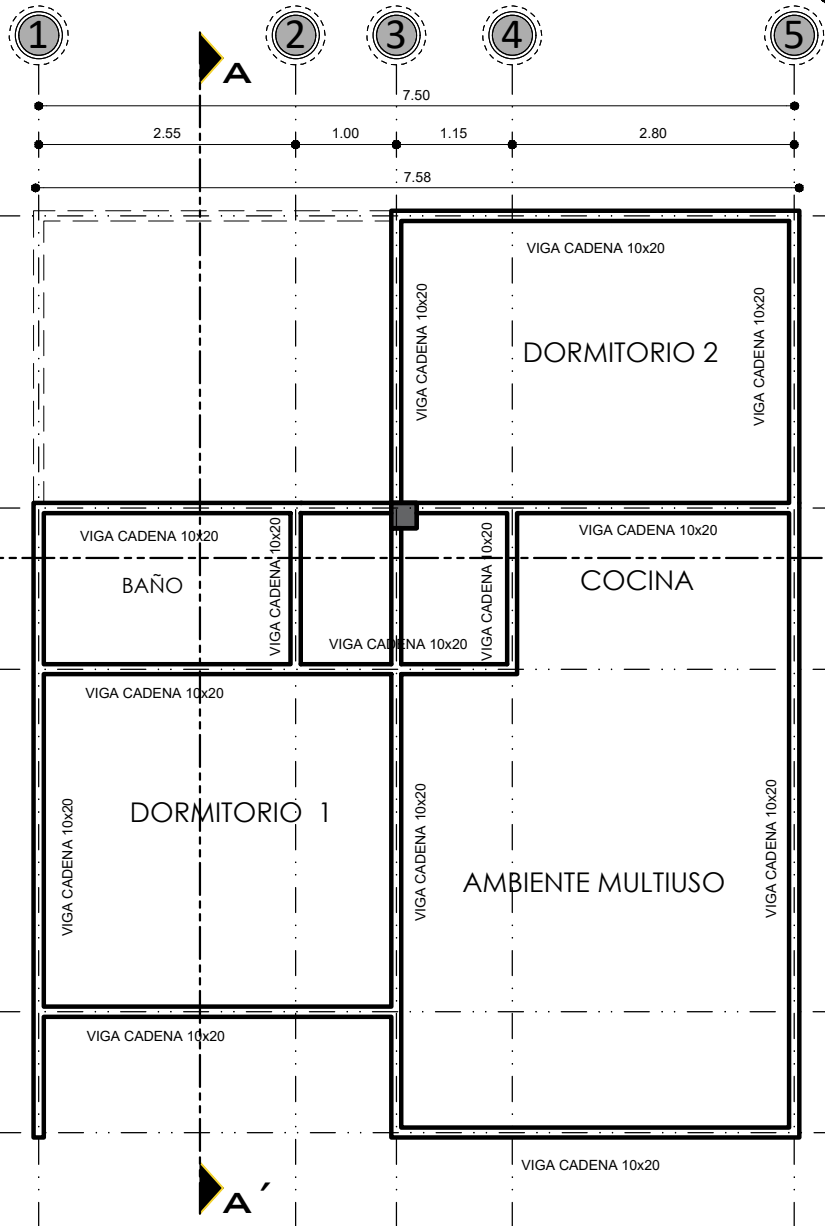 1 2 3 4 5
A
7.50
2.55 1.00 1.15 2.80
7.58
VIGA CADENA 10x20
VIGA CADENA 10x20
VIGA CADENA 10x20
DORMITORIO 2
VIGA CADENA 10x20
VIGA CADENA 10x20
VIGA CADENA 10x20
VIGA CADENA 10x20
BAÑO
COCINA
VIGA CADENA 10x20
VIGA CADENA 10x20
DORMITORIO 1
VIGA CADENA 10x20
VIGA CADENA 10x20
VIGA CADENA 10x20
AMBIENTE MULTIUSO
VIGA CADENA 10x20
VIGA CADENA 10x20
A´